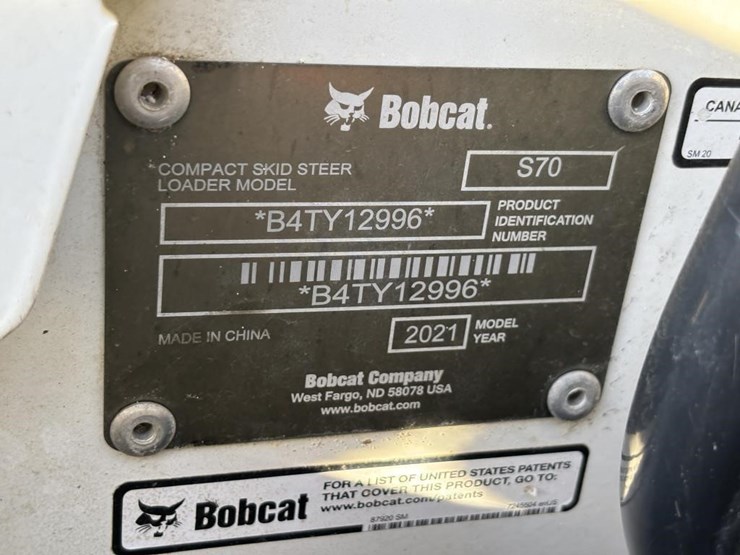 Bobcat.
COMPACT SKID STEER
LOADER MODEL
S70
*B4TY12996*
PRODUCT
IDENTIFICATION
NUMBER
*B4TY12996*
MADE IN CHINA
2021
MODEL
YEAR
Bobcat Company
West Fargo, ND 58078 USA
www.bobcat.com
CANA
SM 20
Bobcat
FOR A LIST OF UNITED STATES PATENTS
THAT COVER THIS PRODUCT, GO TO:
www.bobcat.com/patents
87920 SM